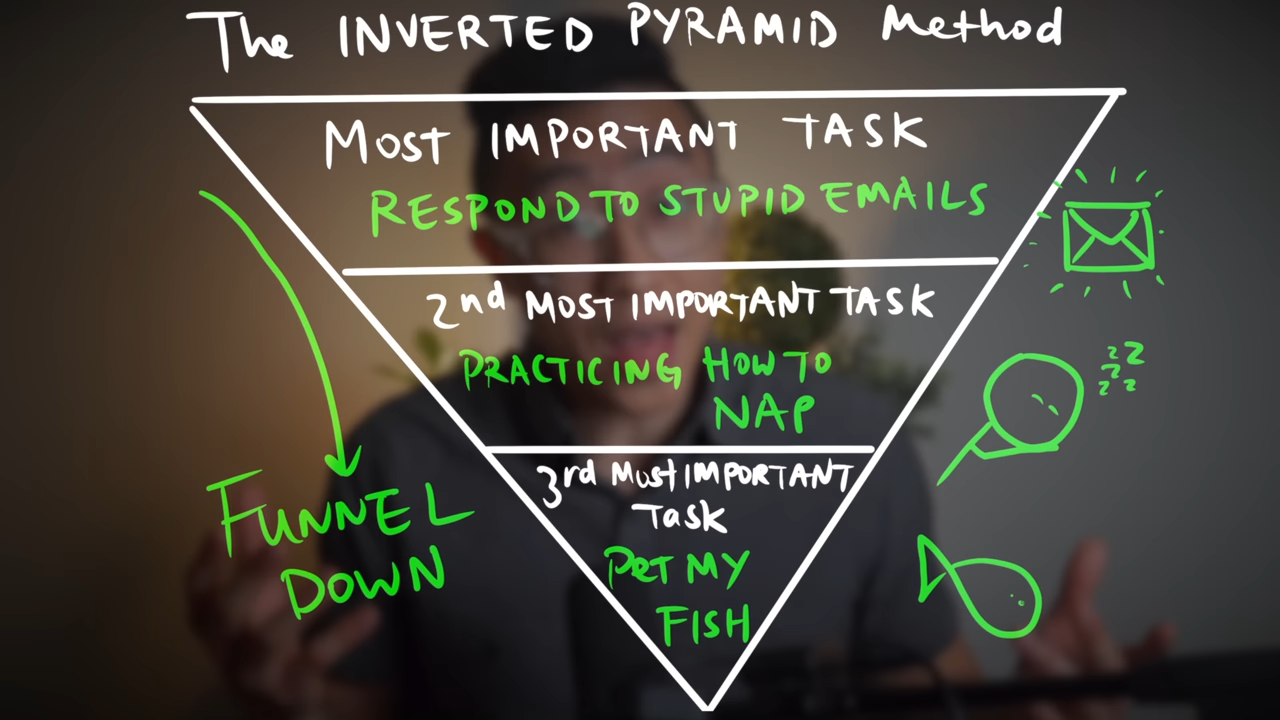 The INVERTED PYRAMID Method
MOST IMPORTANT TASK
RESPOND TO STUPID EMAILS
2nd MOST IMPORTANT TASK
PRACTICING HOW TO
NAP
zzzzz
3rd MOST IMPORTANT
TASK
PET MY
FISH
FUNNEL
DOWN